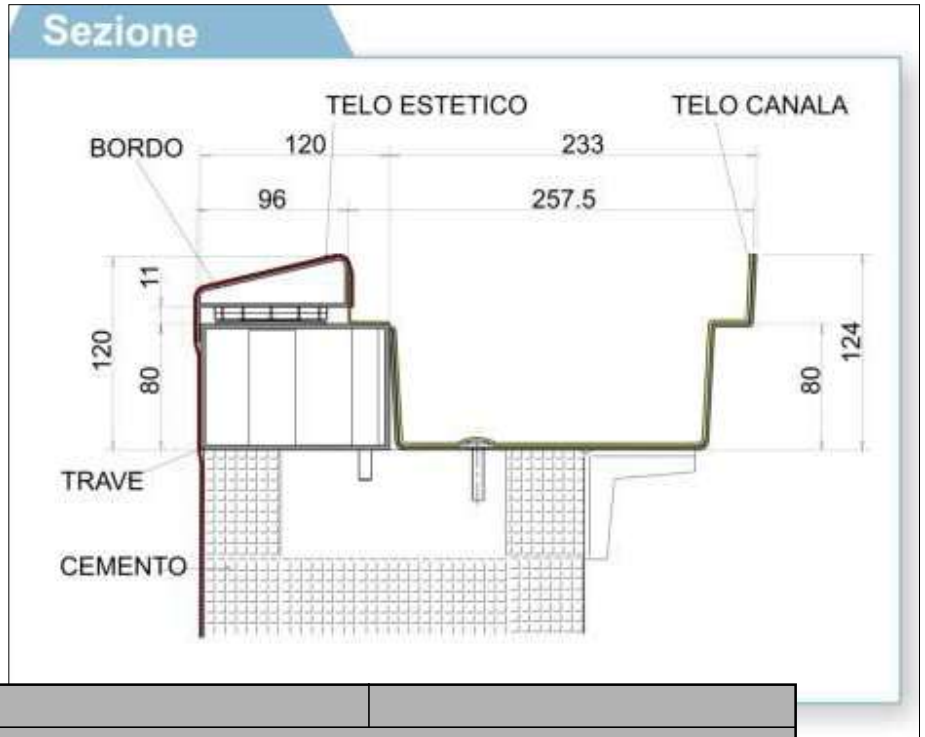 Sezione
TELO ESTETICO
TELO CANALA
BORDO
120
233
96
257.5
11
120
80
80
124
TRAVE
CEMENTO